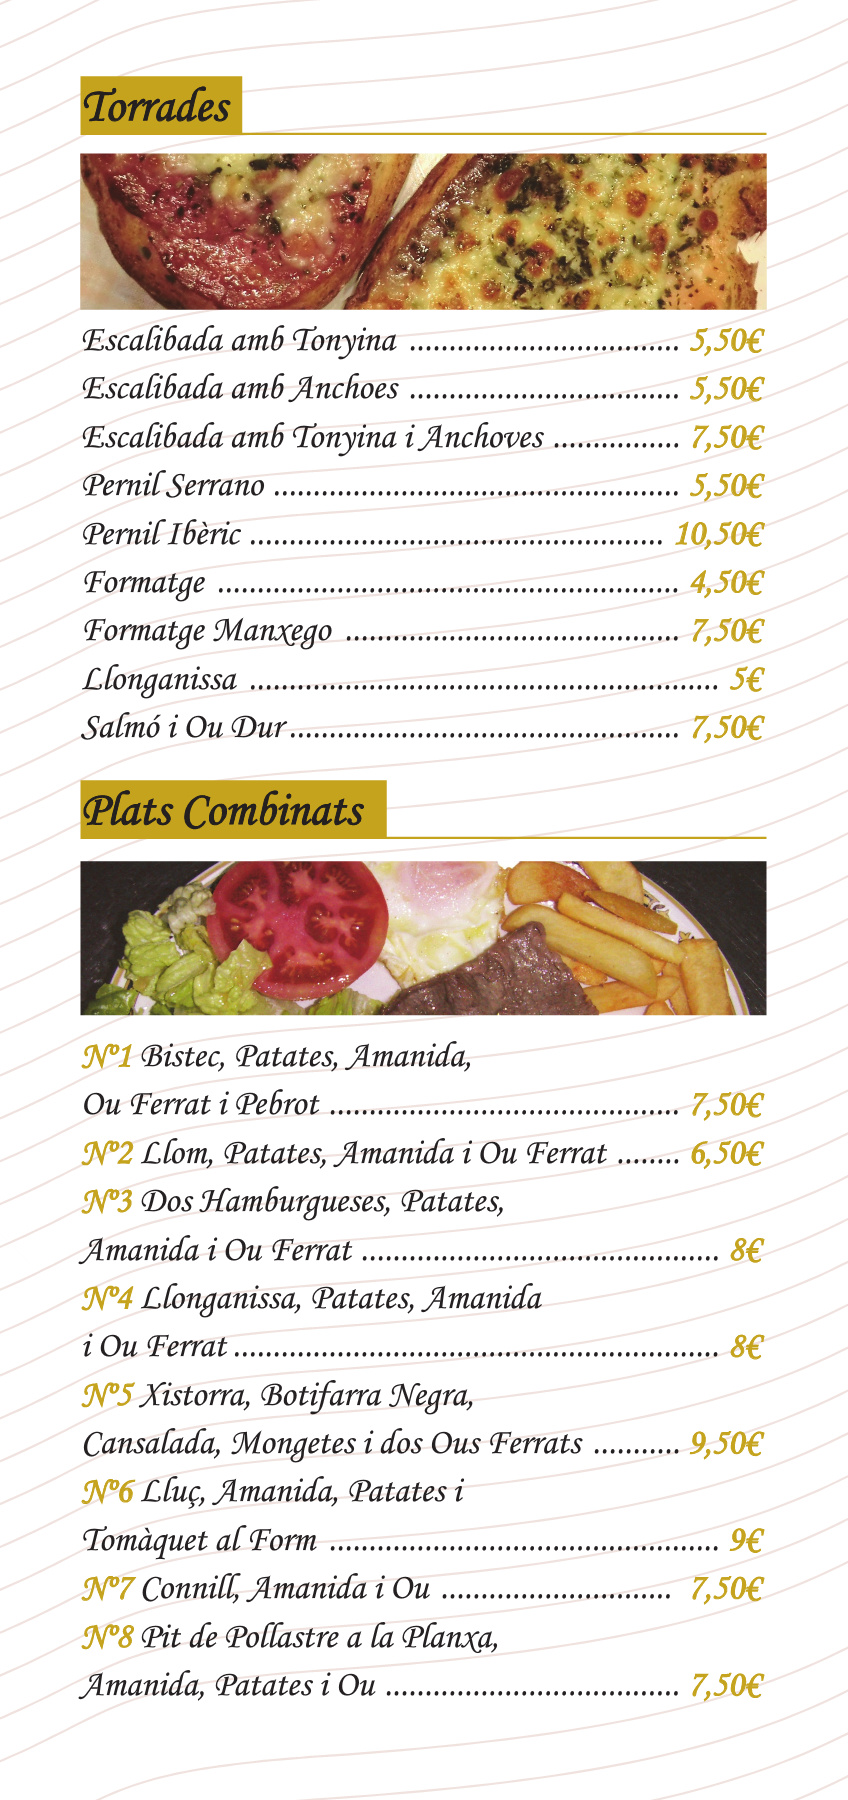 Torrades
Escalibada amb Tonyina .................................. 5,50€
Escalibada amb Anchoes .................................. 5,50€
Escalibada amb Tonyina i Anchoves ................ 7,50€
Pernil Serrano ................................................... 5,50€
Pernil Ibèric .................................................... 10,50€
Formatge .......................................................... 4,50€
Formatge Manxego .......................................... 7,50€
Llonganissa ........................................................... 5€
Salmó i Ou Dur ................................................. 7,50€
Plats Combinats
Nº1 Bistec, Patates, Amanida,
Ou Ferrat i Pebrot ............................................ 7,50€
Nº2 Llom, Patates, Amanida i Ou Ferrat ........ 6,50€
Nº3 Dos Hamburgueses, Patates,
Amanida i Ou Ferrat ............................................. 8€
Nº4 Llonganissa, Patates, Amanida
i Ou Ferrat ............................................................. 8€
Nº5 Xistorra, Botifarra Negra,
Cansalada, Mongetes i dos Ous Ferrats ........... 9,50€
Nº6 Lluç, Amanida, Patates i
Tomàquet al Form ................................................. 9€
Nº7 Connill, Amanida i Ou ............................. 7,50€
Nº8 Pit de Pollastre a la Planxa,
Amanida, Patates i Ou ..................................... 7,50€